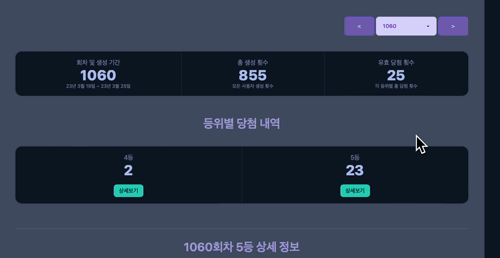 <
1060
>
회차 및 생성 기간
1060
23년 3월 19일 ~ 23년 3월 25일
총 생성 횟수
855
모든 사용자 생성 횟수
유효 당첨 횟수
25
각 등위별 총 당첨 횟수
등위별 당첨 내역
4등
2
상세보기
5등
23
상세보기
1060회차 5등 상세 정보